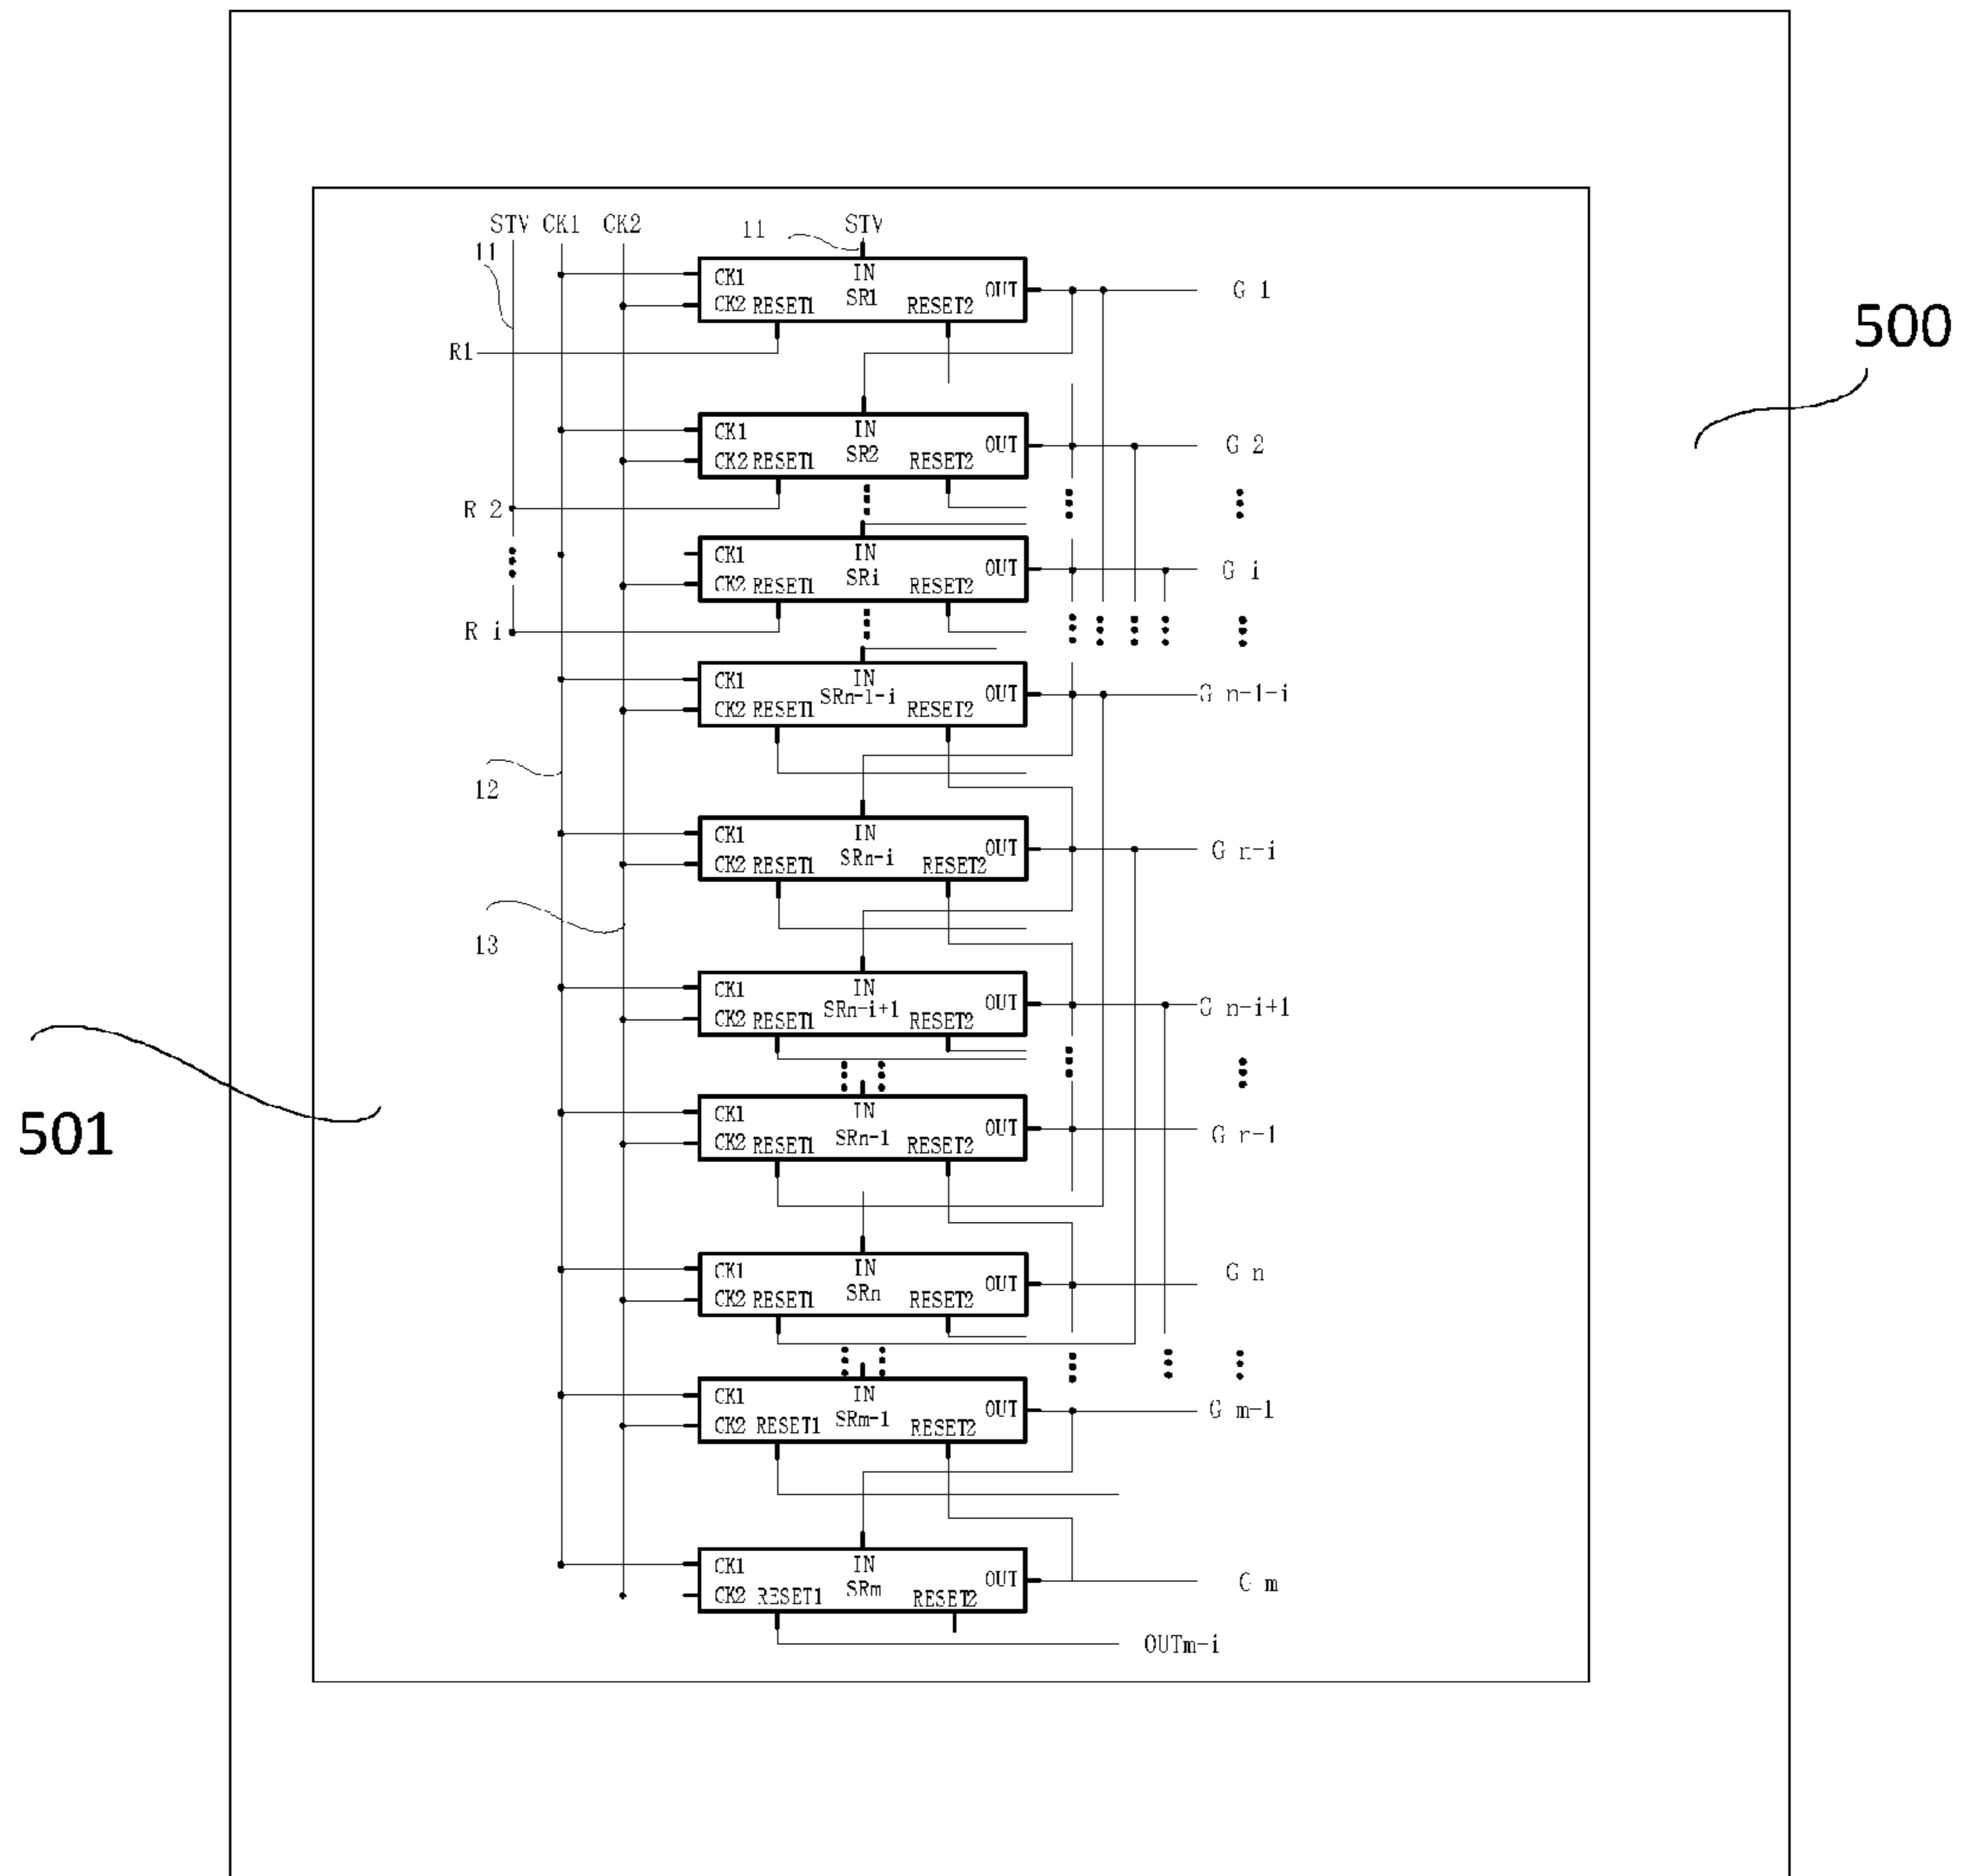 STV CK1 CK2 11 STV
11
CK1 IN OUT G 1
CK2 RESET1 SR1 RESET2
500
R1
CK1 IN OUT G 2
CK2 RESET1 SR2 RESET2
R 2
CK1 IN OUT G i
CK2 RESET1 SRi RESET2
R i
CK1 IN OUT G n-1-i
CK2 RESET1 SRn-1-i RESET2
12
CK1 IN OUT G n-i
CK2 RESET1 SRn-i RESET2
13
CK1 IN OUT G n-i+1
CK2 RESET1 SRn-i+1 RESET2
501
CK1 IN OUT G n-1
CK2 RESET1 SRn-1 RESET2
CK1 IN OUT G n
CK2 RESET1 SRn RESET2
CK1 IN OUT G m-1
CK2 RESET1 SRm-1 RESET2
CK1 IN OUT G m
CK2 RESET1 SRm RESET2
OUTm-i